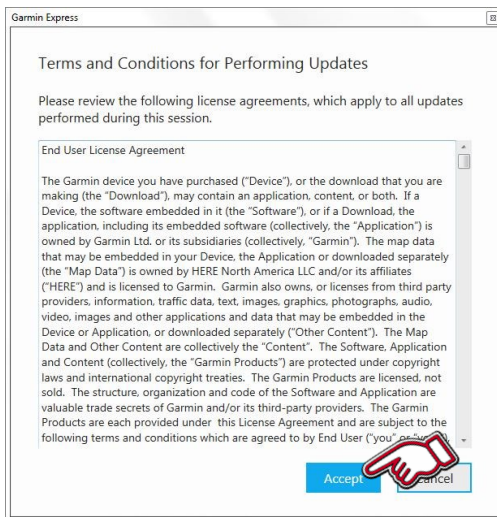 Garmin Express
Terms and Conditions for Performing Updates
Please review the following license agreements, which apply to all updates
performed during this session.
End User License Agreement
The Garmin device you have purchased (“Device”), or the download that you are
making (the “Download”), may contain an application, content, or both.  If a
Device, the software embedded in it (the “Software”), or if a Download, the
application, including its embedded software (collectively, the “Application”) is
owned by Garmin Ltd. or its subsidiaries (collectively, “Garmin”).  The map data
that may be embedded in your Device, the Application or downloaded separately
(the “Map Data”) is owned by HERE North America LLC and/or its affiliates
(“HERE”) and is licensed to Garmin.  Garmin also owns, or licenses from third party
providers, information, traffic data, text, images, graphics, photographs, audio,
video, images and other applications and data that may be embedded in the
Device or Application, or downloaded separately (“Other Content”).  The Map
Data and Other Content are collectively the “Content”.  The Software, Application
and Content (collectively, the “Garmin Products”) are protected under copyright
laws and international copyright treaties.  The Garmin Products are licensed, not
sold.  The structure, organization and code of the Software and Application are
valuable trade secrets of Garmin and/or its third-party providers.  The Garmin
Products are each provided under  this License Agreement and are subject to the
following terms and conditions which are agreed to by End User (“you” or
Accept